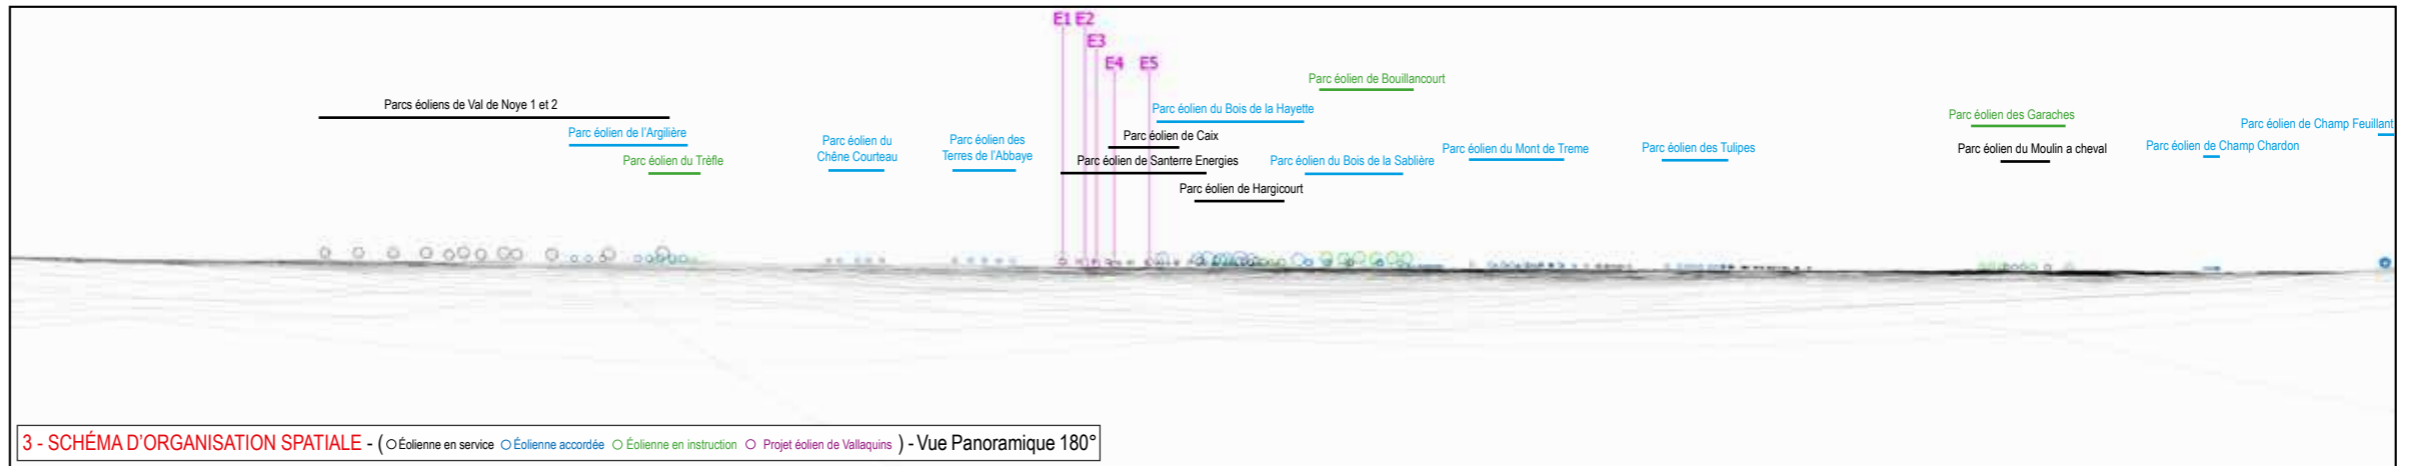 E1 E2
E3
E4 E5
Parcs éoliens de Val de Noye 1 et 2
Parc éolien de l'Argilière
Parc éolien du Trèfle
Parc éolien du
Chêne Courteau
Parc éolien des
Terres de l'Abbaye
Parc éolien de Bouillancourt
Parc éolien du Bois de la Hayette
Parc éolien de Caix
Parc éolien de Santerre Energies
Parc éolien du Bois de la Sablière
Parc éolien de Hargicourt
Parc éolien du Mont de Treme
Parc éolien des Tulipes
Parc éolien des Garaches
Parc éolien du Moulin a cheval
Parc éolien de Champ Feuillant
Parc éolien de Champ Chardon
3 - SCHÉMA D'ORGANISATION SPATIALE - ( Éolienne en service Éolienne accordée Éolienne en instruction Projet éolien de Vallaquins ) - Vue Panoramique 180°